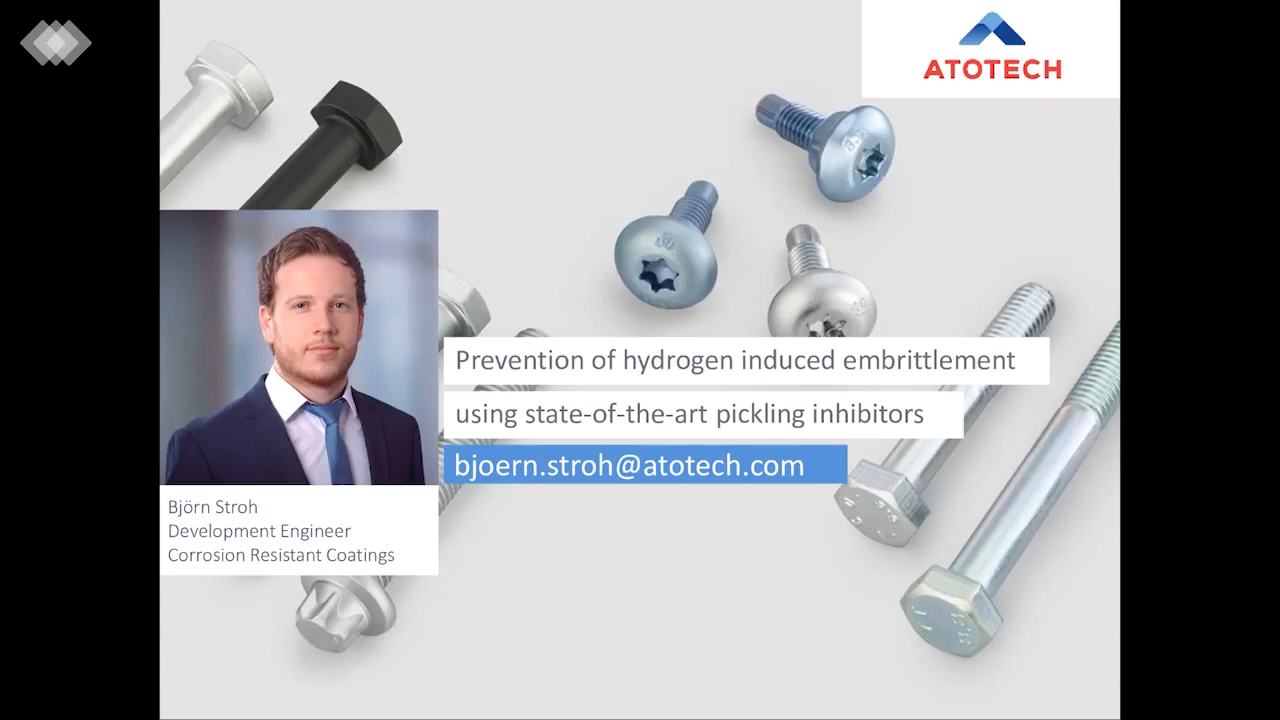 ATOTECH
Prevention of hydrogen induced embrittlement
using state-of-the-art pickling inhibitors
bjoern.stroh@atotech.com
Björn Stroh
Development Engineer
Corrosion Resistant Coatings